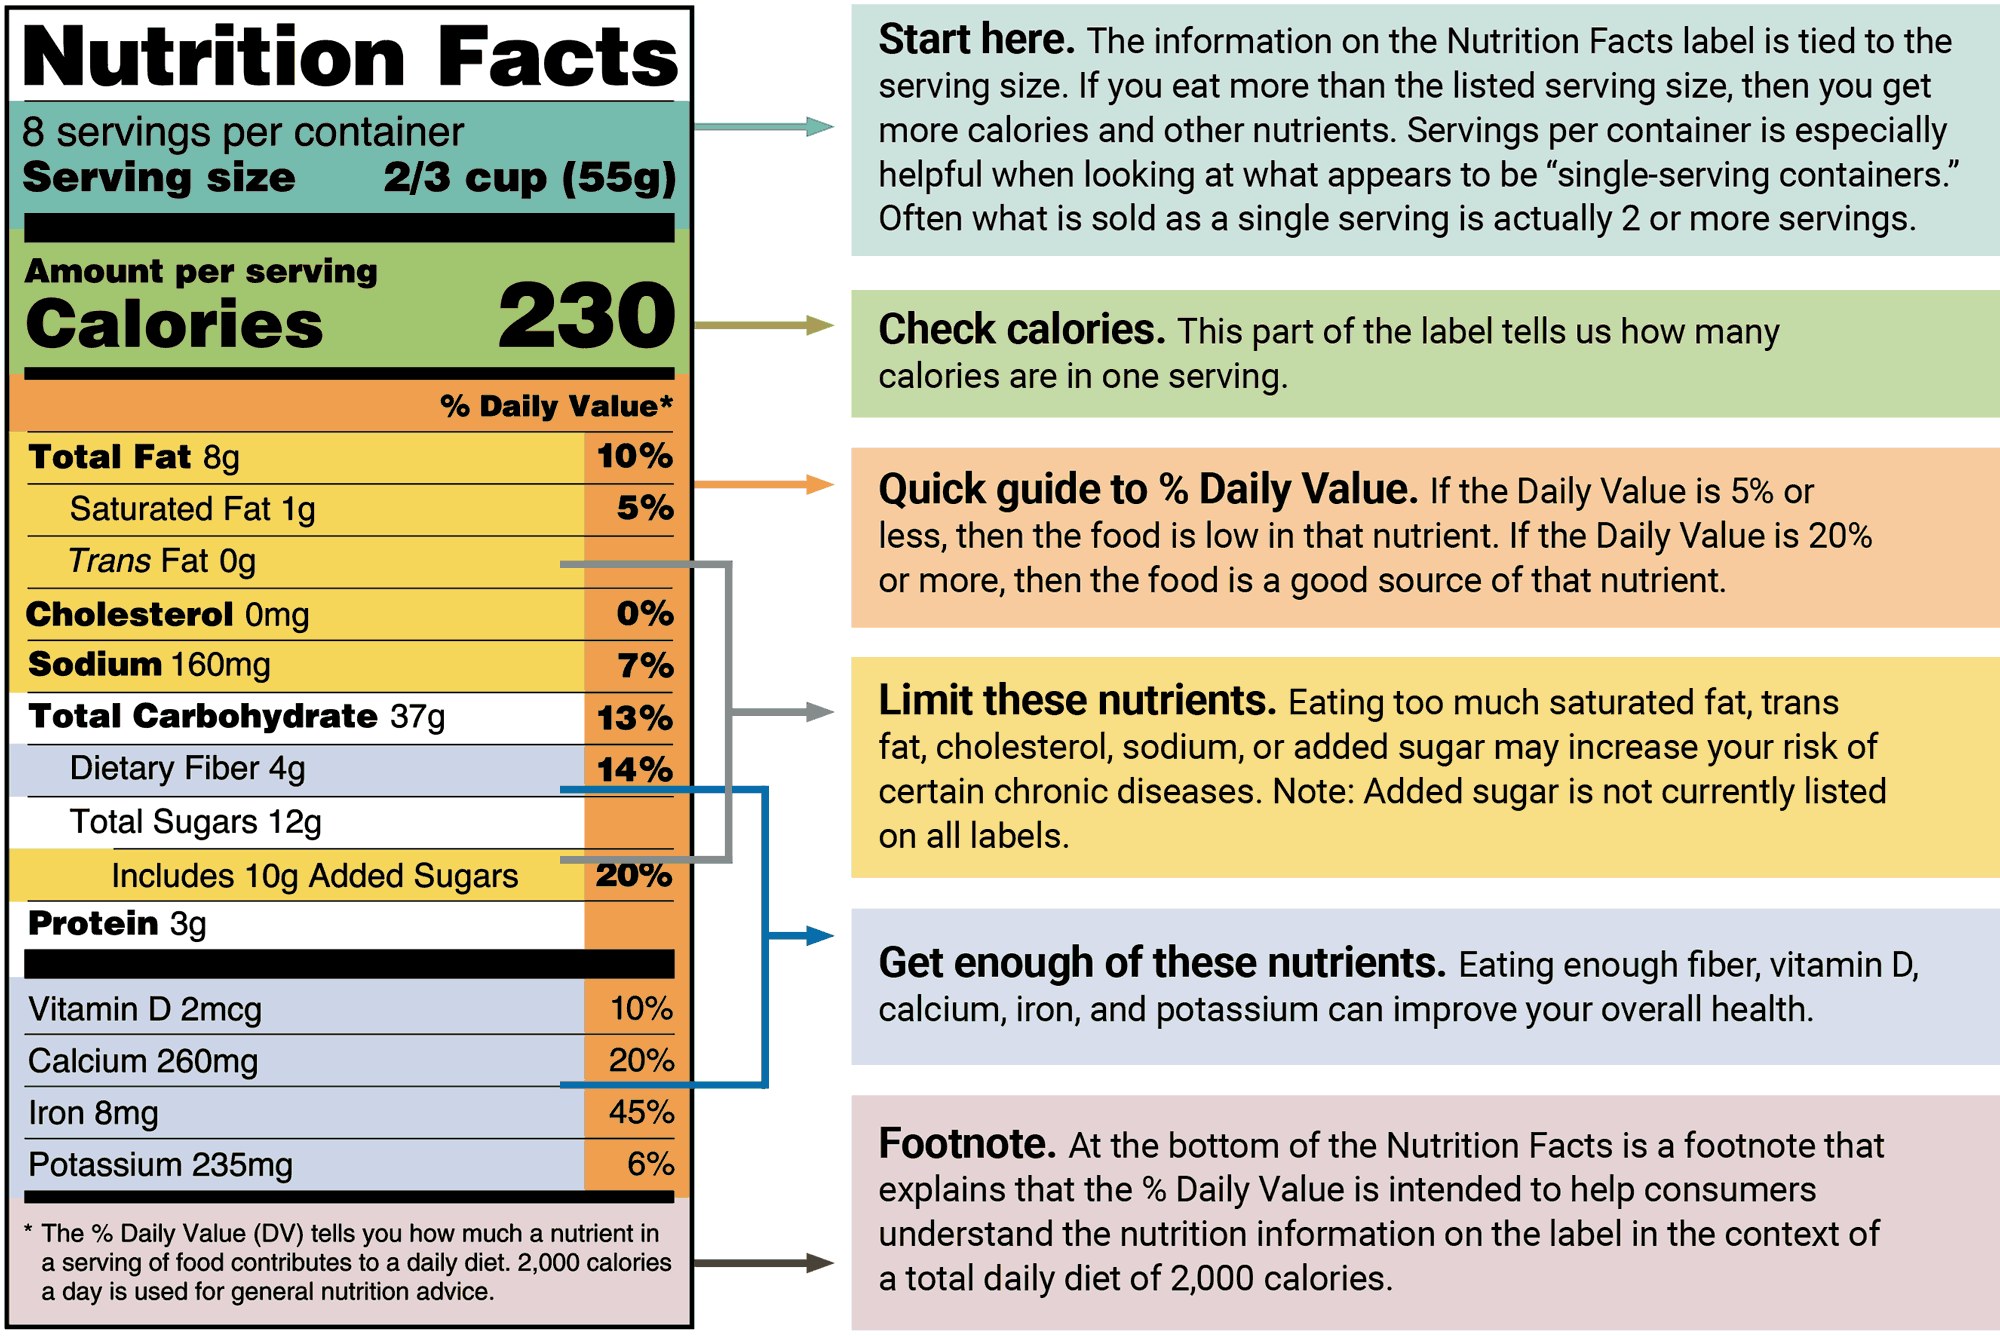 Nutrition Facts
8 servings per container
Serving size 2/3 cup (55g)
Amount per serving
Calories 230
% Daily Value*
Total Fat 8g 10%
Saturated Fat 1g 5%
Trans Fat 0g
Cholesterol 0mg 0%
Sodium 160mg 7%
Total Carbohydrate 37g 13%
Dietary Fiber 4g 14%
Total Sugars 12g
Includes 10g Added Sugars 20%
Protein 3g
Vitamin D 2mcg 10%
Calcium 260mg 20%
Iron 8mg 45%
Potassium 235mg 6%
* The % Daily Value (DV) tells you how much a nutrient in
a serving of food contributes to a daily diet. 2,000 calories
a day is used for general nutrition advice.
Start here. The information on the Nutrition Facts label is tied to the
serving size. If you eat more than the listed serving size, then you get
more calories and other nutrients. Servings per container is especially
helpful when looking at what appears to be “single-serving containers.”
Often what is sold as a single serving is actually 2 or more servings.
Check calories. This part of the label tells us how many
calories are in one serving.
Quick guide to % Daily Value. If the Daily Value is 5% or
less, then the food is low in that nutrient. If the Daily Value is 20%
or more, then the food is a good source of that nutrient.
Limit these nutrients. Eating too much saturated fat, trans
fat, cholesterol, sodium, or added sugar may increase your risk of
certain chronic diseases. Note: Added sugar is not currently listed
on all labels.
Get enough of these nutrients. Eating enough fiber, vitamin D,
calcium, iron, and potassium can improve your overall health.
Footnote. At the bottom of the Nutrition Facts is a footnote that
explains that the % Daily Value is intended to help consumers
understand the nutrition information on the label in the context of
a total daily diet of 2,000 calories.